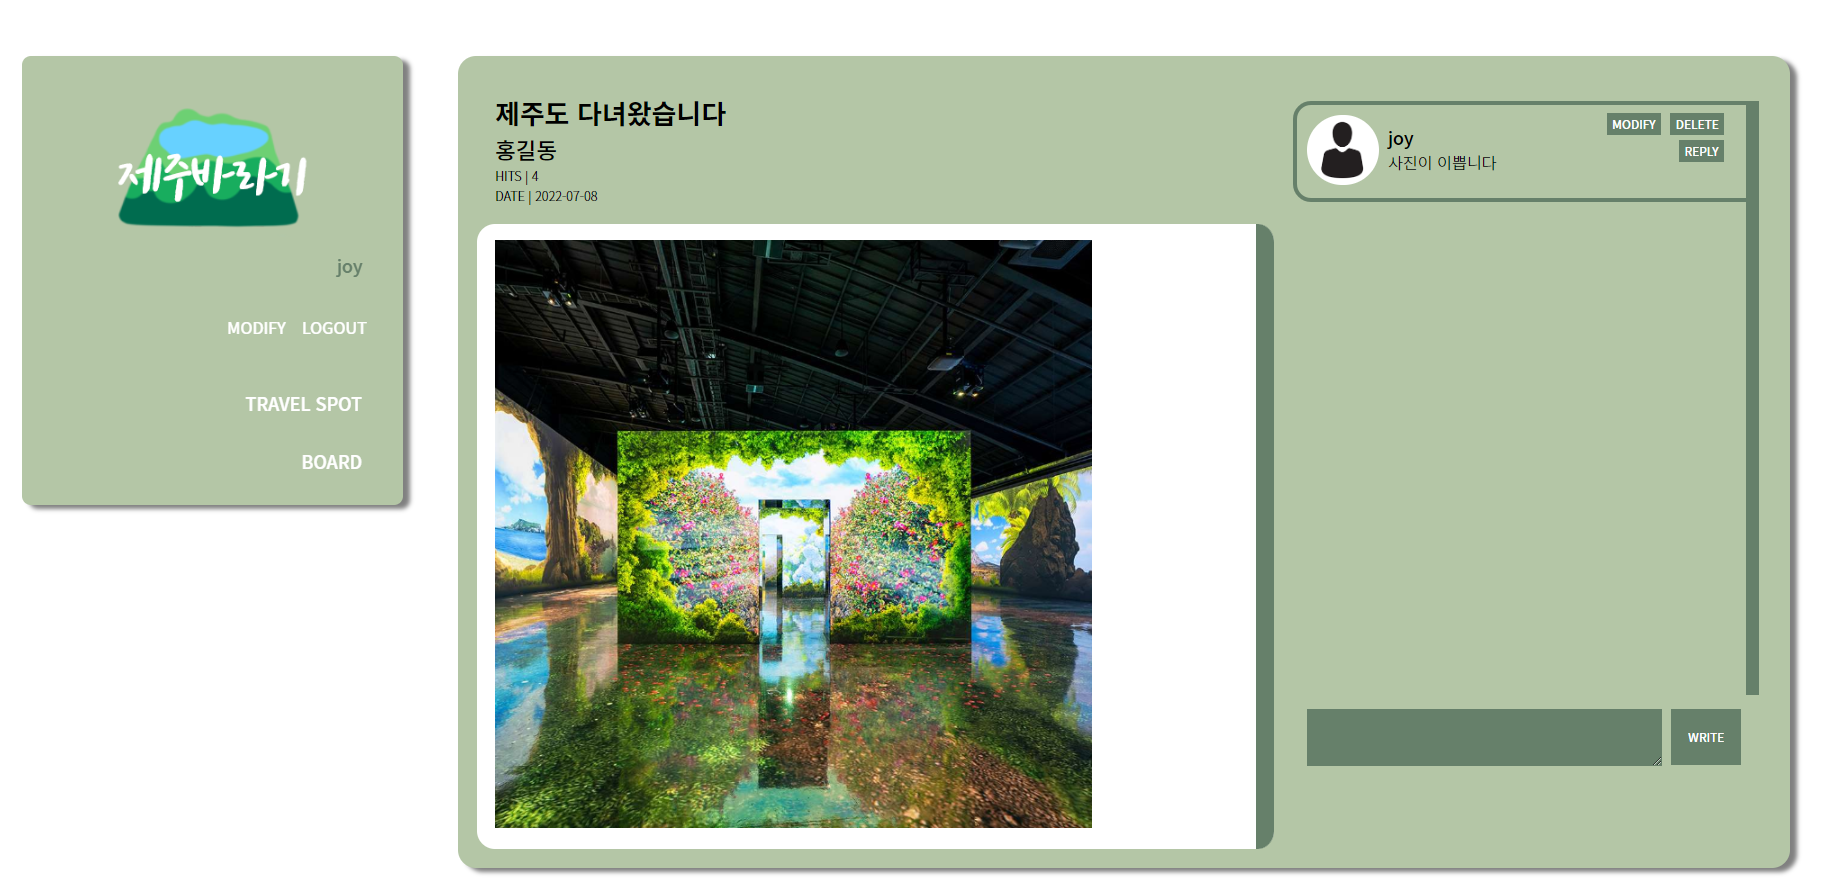 제주바라기
joy
MODIFY LOGOUT
TRAVEL SPOT
BOARD
제주도 다녀왔습니다
홍길동
HITS | 4
DATE | 2022-07-08
joy
사진이 이쁩니다
MODIFY DELETE
REPLY
WRITE